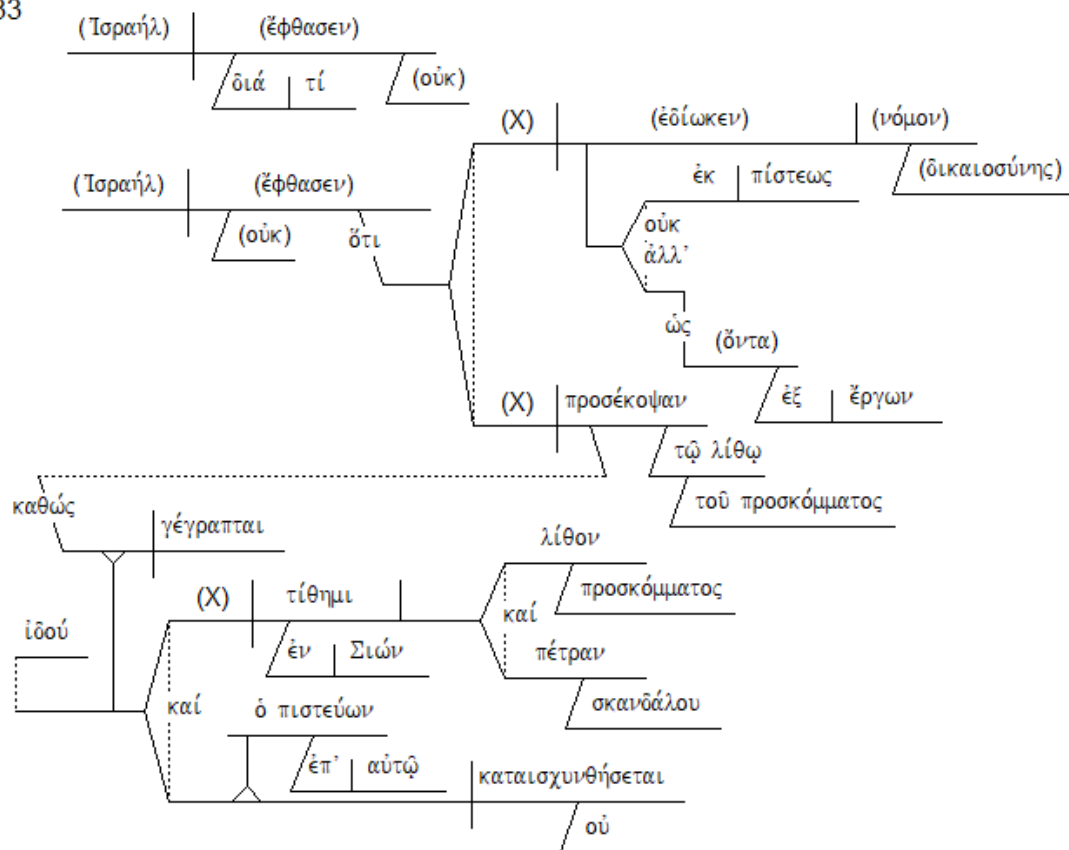 33
(Ἰσραήλ) (ἔφθασεν)
διά τί (οὐκ)
(X) (ἐδίωκεν) (νόμον)
(Ἰσραήλ) (ἔφθασεν) ἐκ πίστεως (δικαιοσύνης)
(οὐκ) ὅτι οὐκ
ἀλλ’
ὡς (ὄντα)
(X) προσέκοψαν ἐξ ἔργων
τῷ λίθῳ
καθώς τοῦ προσκόμματος
γέγραπται
λίθον
(X) τίθημι προσκόμματος
ἰδού καί
ἐν Σιών πέτραν
καί ὁ πιστεύων σκανδάλου
ἐπ’ αὐτῷ καταισχυνθήσεται
οὐ